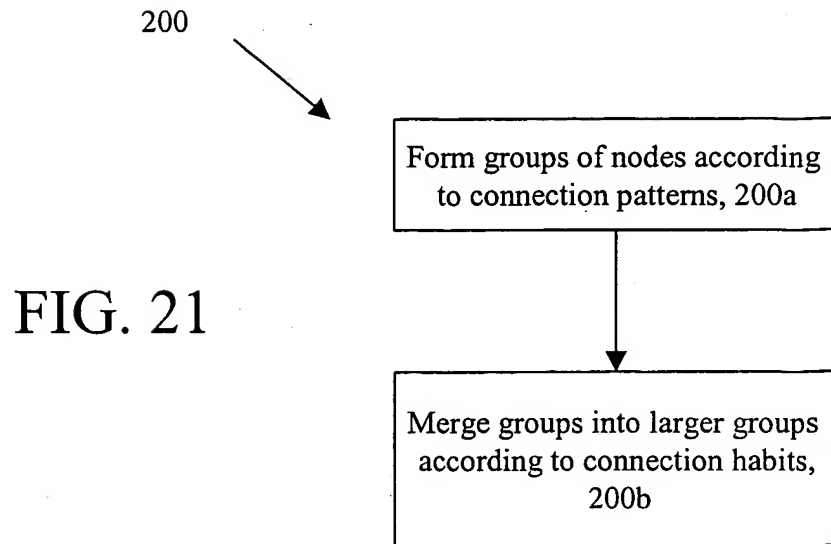 200
Form groups of nodes according
to connection patterns, 200a
FIG. 21
Merge groups into larger groups
according to connection habits,
200b